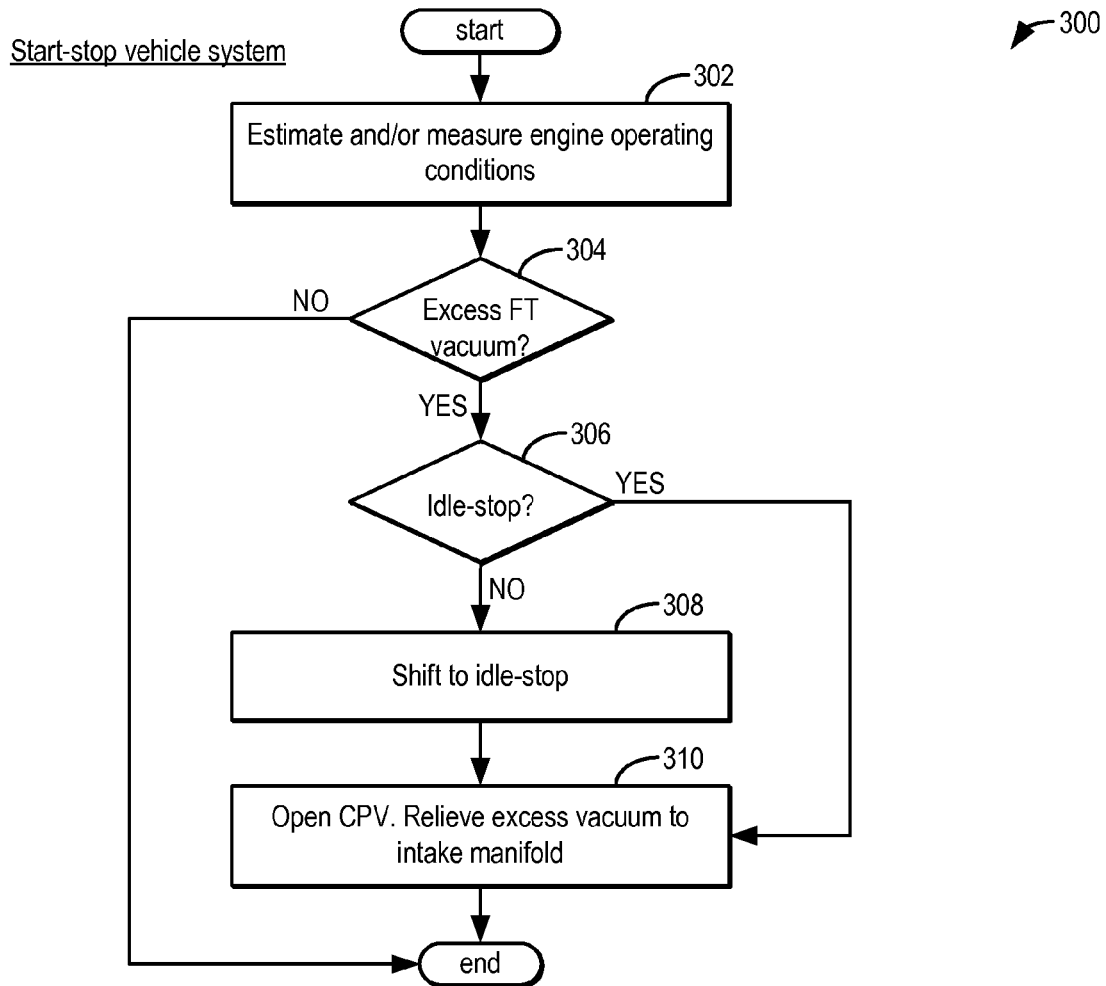 start
300
Start-stop vehicle system
302
Estimate and/or measure engine operating
conditions
304
NO
Excess FT
vacuum?
YES
306
YES
Idle-stop?
NO
308
Shift to idle-stop
310
Open CPV. Relieve excess vacuum to
intake manifold
end